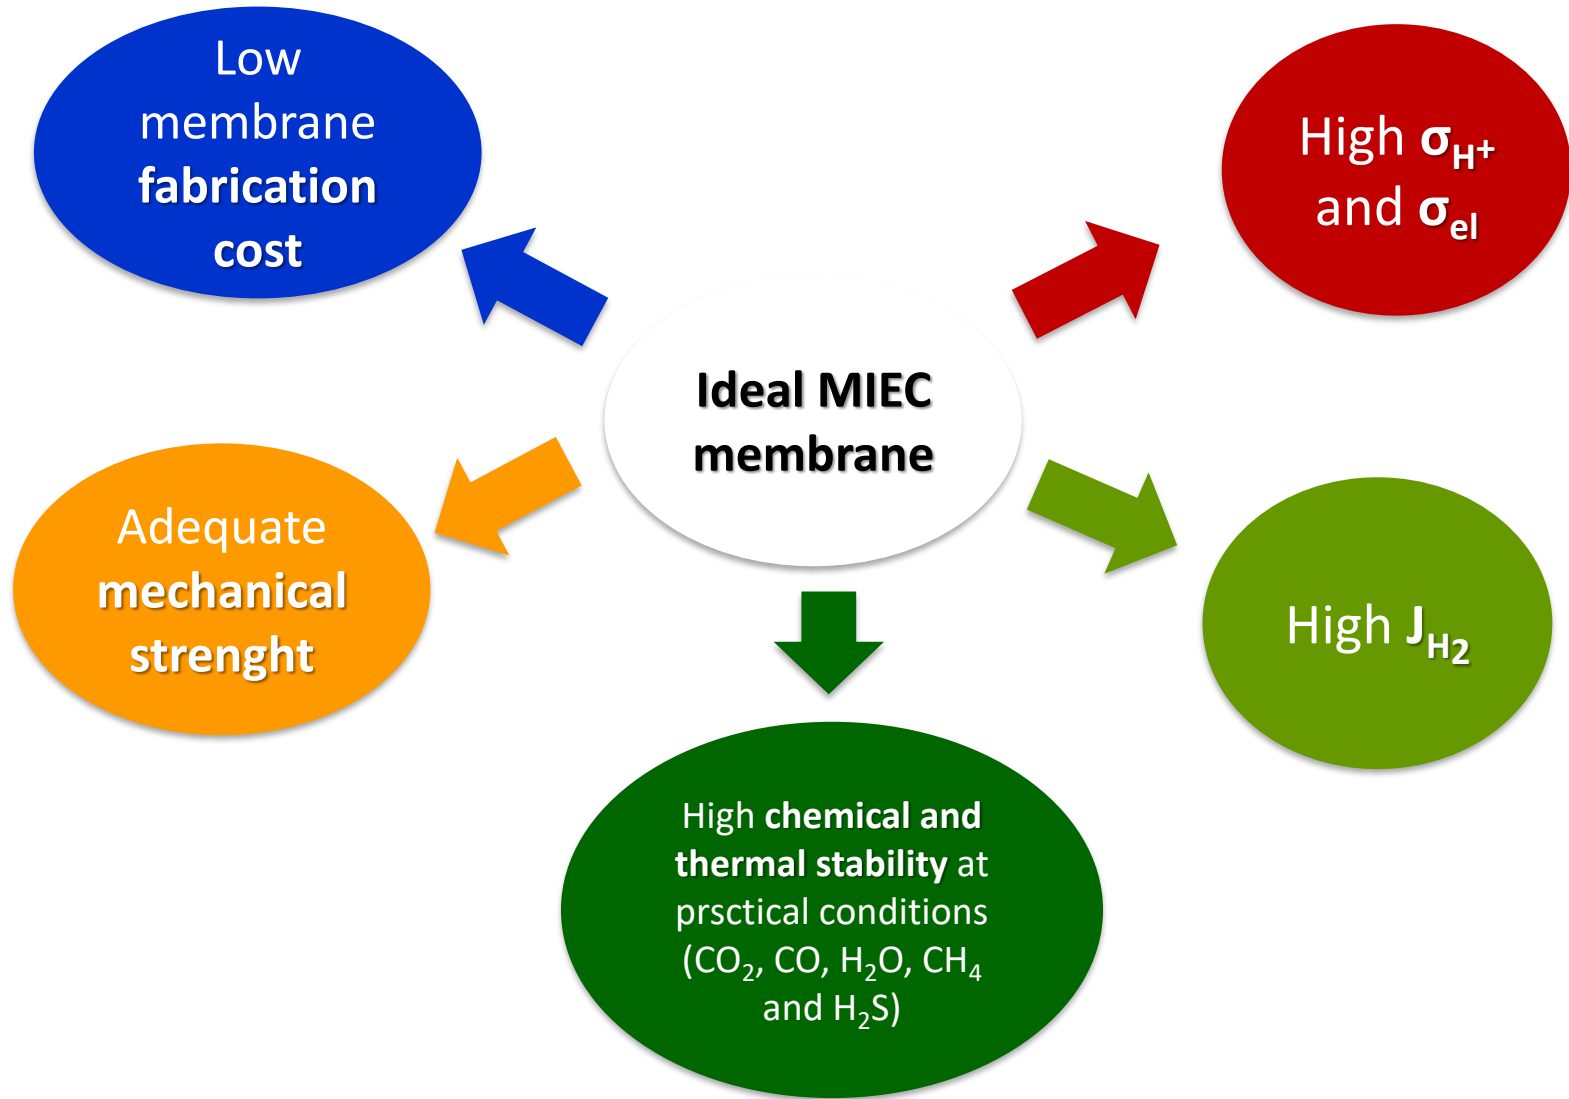 Low
membrane
fabrication
cost
High σH+
and σel
Ideal MIEC
membrane
Adequate
mechanical
strenght
High JH2
High chemical and
thermal stability at
prsctical conditions
(CO2, CO, H2O, CH4
and H2S)